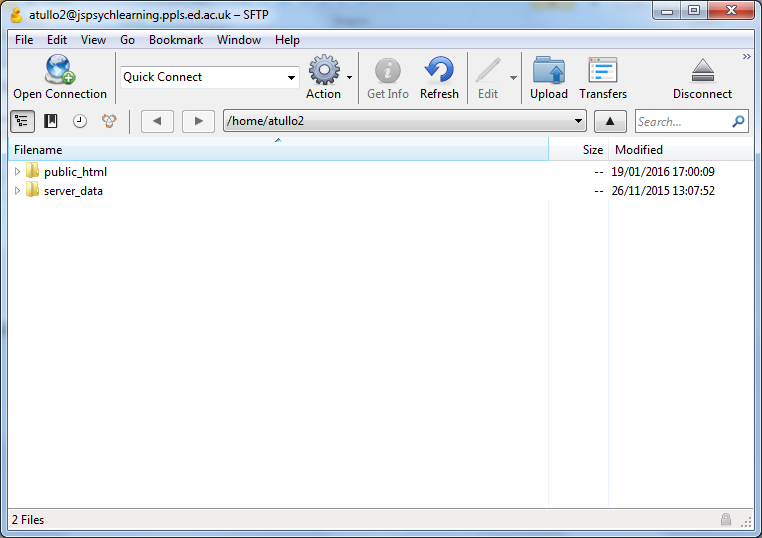 atullo2@jspsychlearning.ppls.ed.ac.uk – SFTP
File Edit View Go Bookmark Window Help
Open Connection Quick Connect Action Get Info Refresh Edit Upload Transfers Disconnect »
/home/atullo2 Search...
Filename Size Modified
public_html -- 19/01/2016 17:00:09
server_data -- 26/11/2015 13:07:52
2 Files